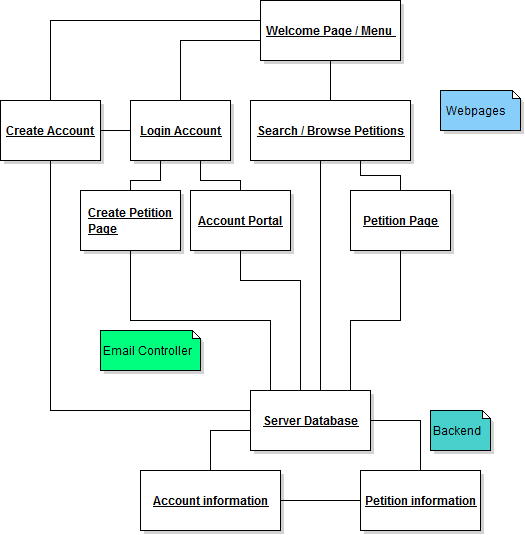 Welcome Page / Menu
Webpages
Create Account
Login Account
Search / Browse Petitions
Create Petition
Page
Account Portal
Petition Page
Email Controller
Server Database
Backend
Account information
Petition information